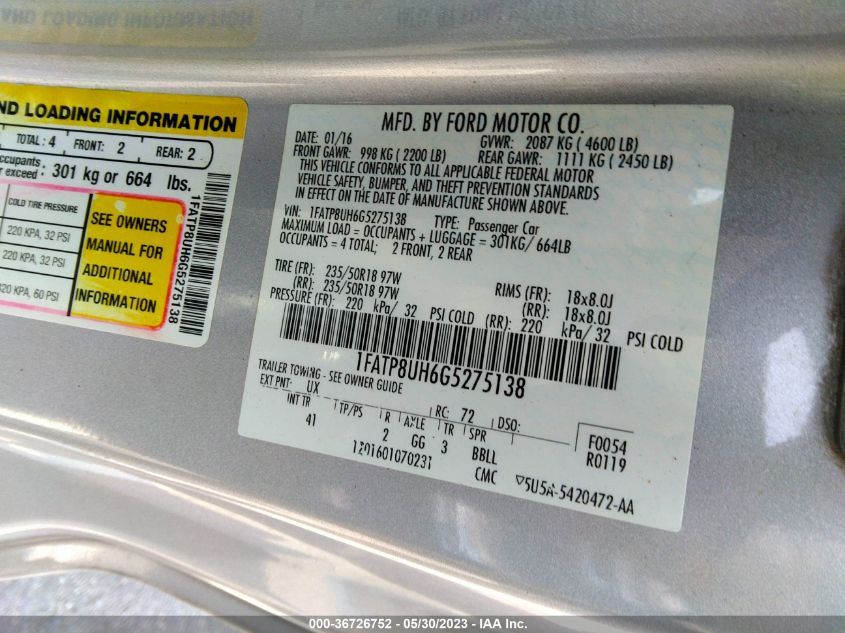 ND LOADING INFORMATION
TOTAL: 4 FRONT: 2 REAR: 2
ccupants
r exceed: 301 kg or 664 lbs.
COLD TIRE PRESSURE
220 KPA, 32 PSI
220 KPA, 32 PSI
420 KPA, 60 PSI
SEE OWNERS
MANUAL FOR
ADDITIONAL
INFORMATION
1FATP8UH6G5275138
MFD. BY FORD MOTOR CO.
DATE: 01/16 GVWR: 2087 KG ( 4600 LB)
FRONT GAWR: 998 KG ( 2200 LB) REAR GAWR: 1111 KG ( 2450 LB)
THIS VEHICLE CONFORMS TO ALL APPLICABLE FEDERAL MOTOR
VEHICLE SAFETY, BUMPER, AND THEFT PREVENTION STANDARDS
IN EFFECT ON THE DATE OF MANUFACTURE SHOWN ABOVE.
VIN: 1FATP8UH6G5275138 TYPE: Passenger Car
MAXIMUM LOAD = OCCUPANTS + LUGGAGE = 301KG/ 664LB
OCCUPANTS = 4 TOTAL; 2 FRONT, 2 REAR
TIRE (FR): 235/50R18 97W RIMS (FR): 18x8.0J
(RR): 235/50R18 97W (RR): 18x8.0J
PRESSURE (FR): 220 kPa/ 32 PSI COLD (RR): 220 kPa/ 32 PSI COLD
1FATP8UH6G5275138
TRAILER TOWING - SEE OWNER GUIDE
EXT PNT: UX RC: 72 DSO:
INT TR TP/PS R AXLE TR SPR F0054
41 2 GG 3 BBLL R0119
1201601070231 CMC ▽5U5A-5420472-AA
000-36726752 / 05/30/2023 - IAA Inc.